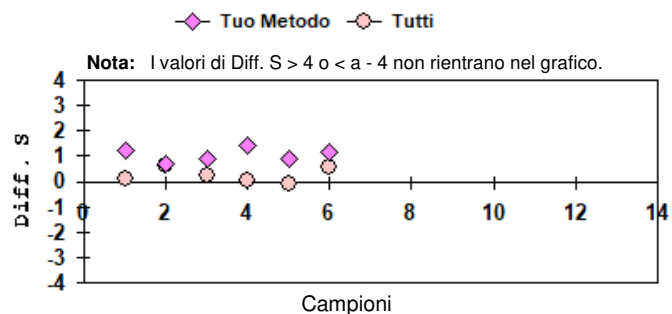 Tuo Metodo Tutti
Nota: I valori di Diff. S > 4 o < a - 4 non rientrano nel grafico.
4
3
2
1
0
-1
-2
-3
-4
Diff. S
0 2 4 6 8 10 12 14
Campioni